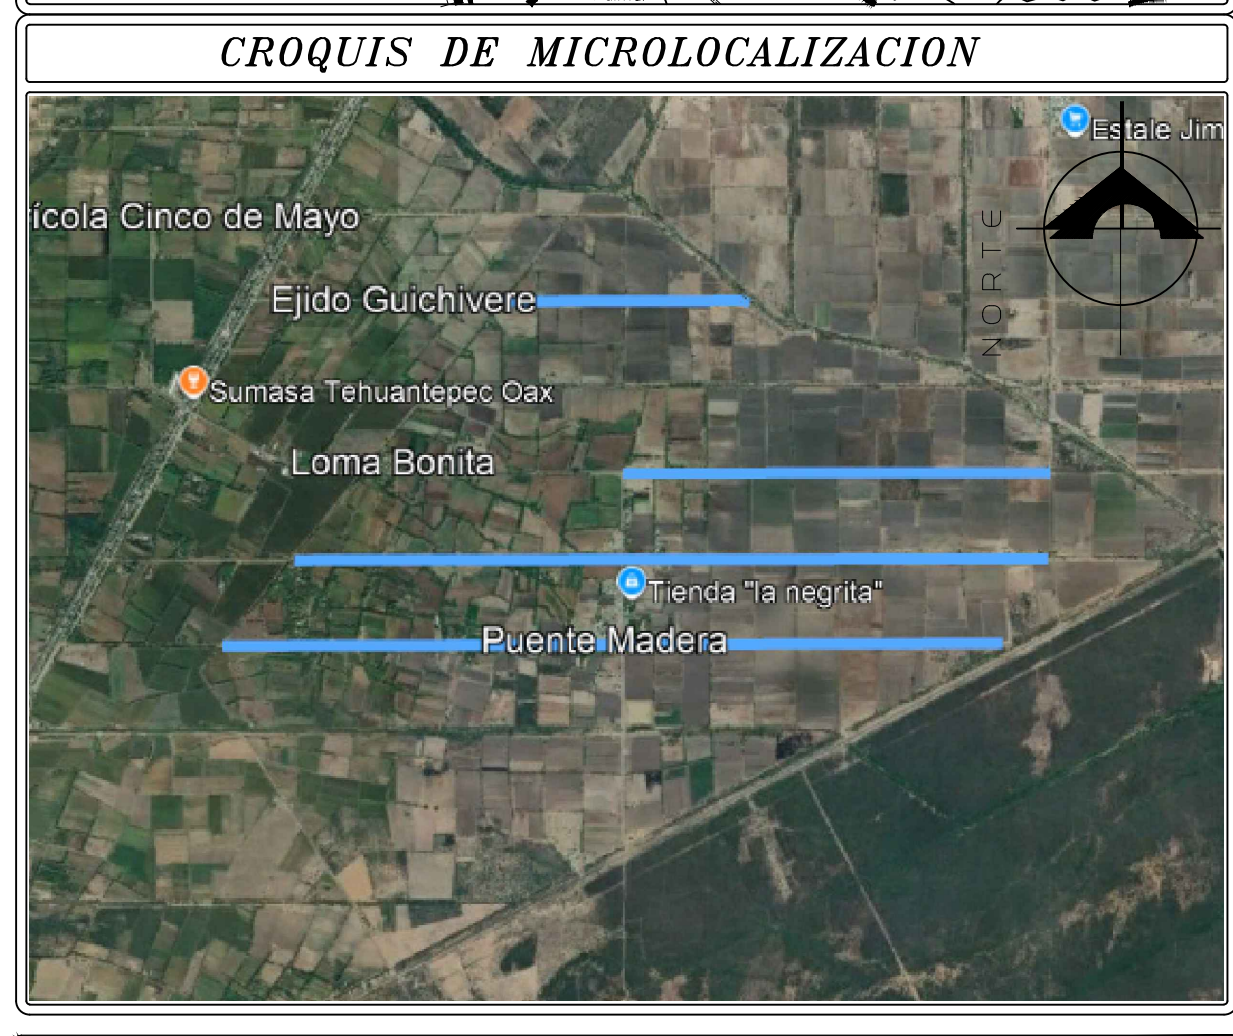 CROQUIS DE MICROLOCALIZACION
Estale Jim
ícola Cinco de Mayo
NORTE
Ejido Guichivere
Sumasa Tehuantepec Oax
Loma Bonita
Tienda "la negrita"
Puente Madera